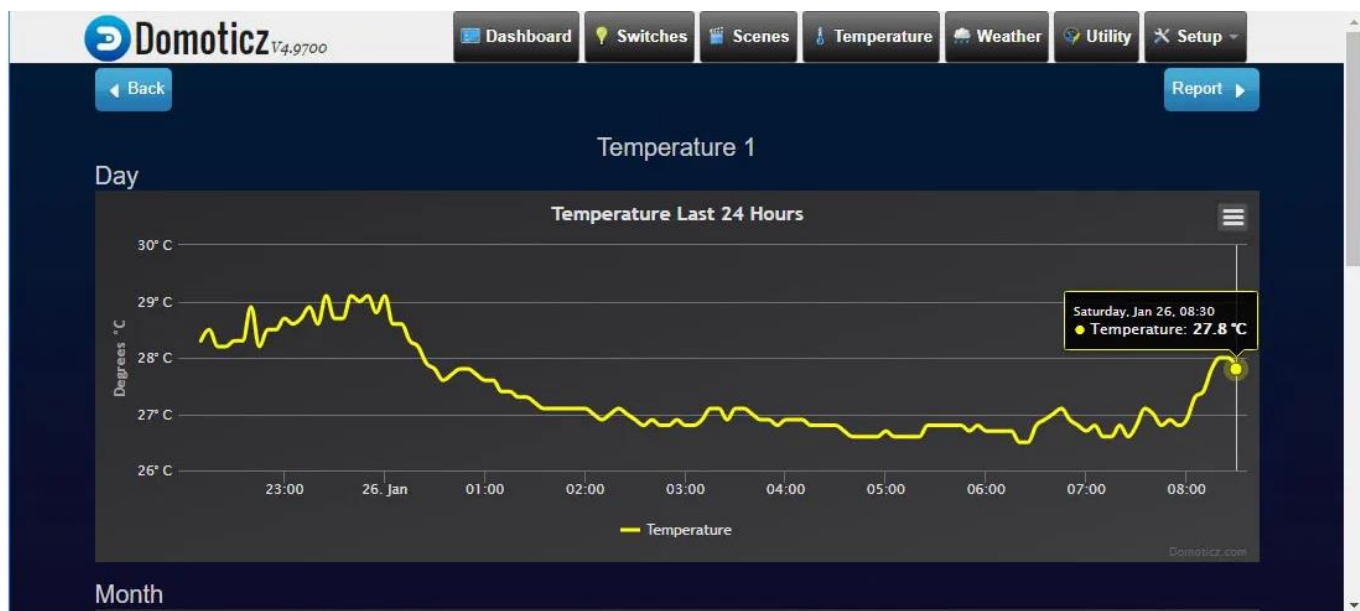 Domoticz V4.9700
Dashboard Switches Scenes Temperature Weather Utility Setup
Back Report
Temperature 1
Day
Temperature Last 24 Hours
30° C
29° C
28° C
27° C
26° C
Degrees °C
Saturday, Jan 26, 08:30
Temperature: 27.8 °C
23:00 26. Jan 01:00 02:00 03:00 04:00 05:00 06:00 07:00 08:00
Temperature
Domoticz.com
Month